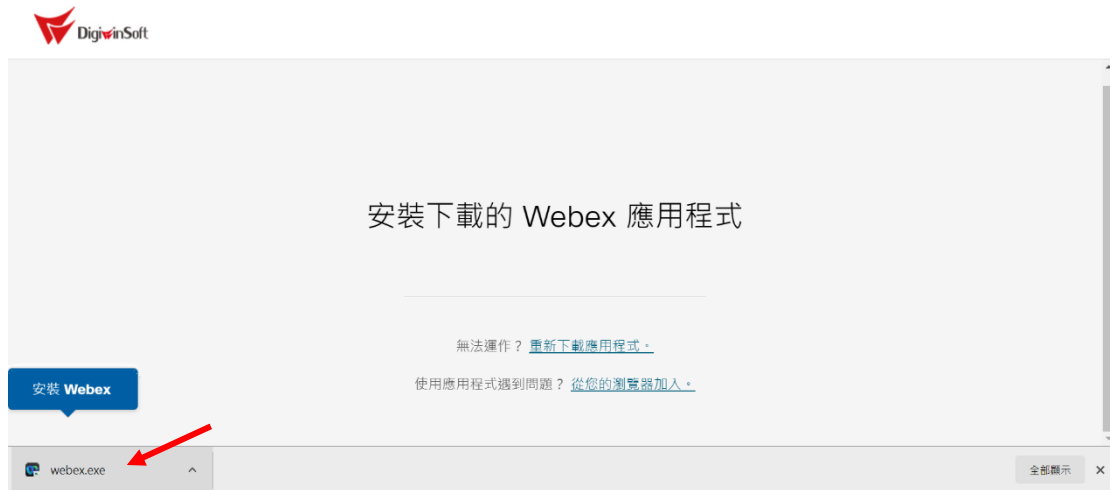 DigiwinSoft
安裝下載的 Webex 應用程式
無法運作？ 重新下載應用程式。
使用應用程式遇到問題？ 從您的瀏覽器加入。
安裝 Webex
webex.exe
全部顯示